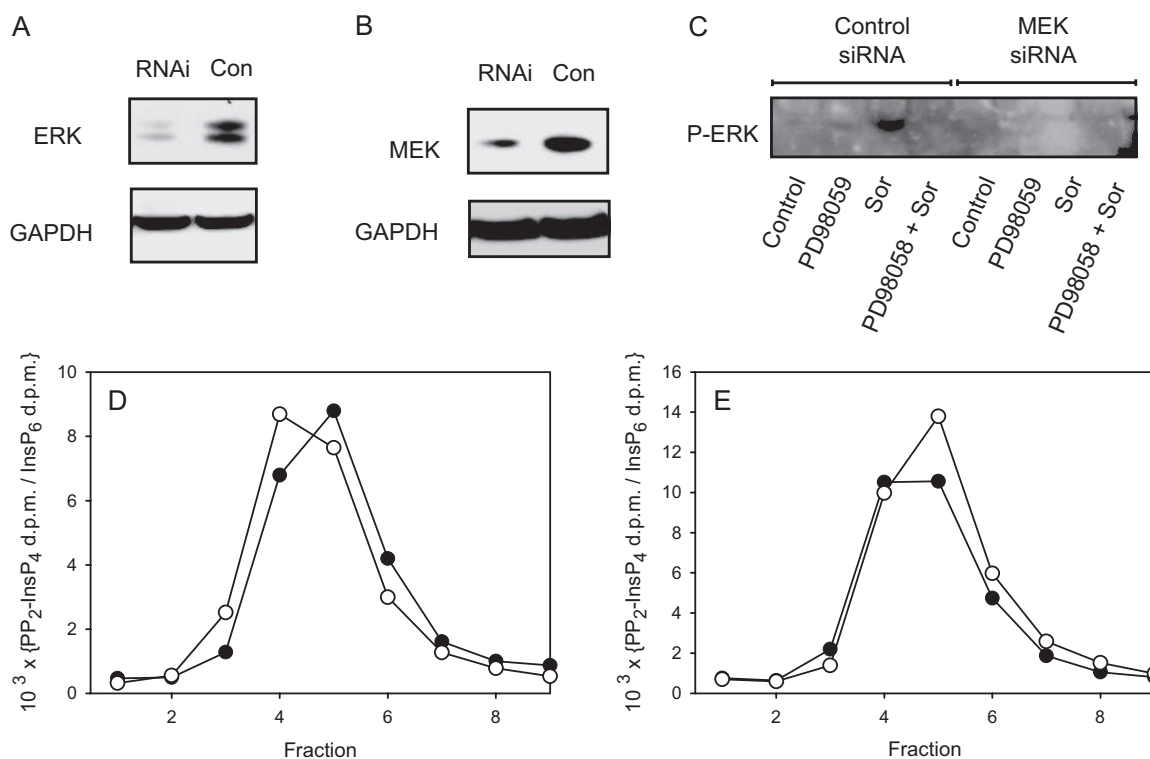 A
RNAi Con
ERK
GAPDH
B
RNAi Con
MEK
GAPDH
C
Control
siRNA
MEK
siRNA
P-ERK
Control
PD98059
Sor
PD98058 + Sor
Control
PD98059
Sor
PD98058 + Sor
D
10³ x {PP₂-InsP₄ d.p.m. / InsP₆ d.p.m.}
10
8
6
4
2
0
2 4 6 8
Fraction
E
10³ x {PP₂-InsP₄ d.p.m. / InsP₆ d.p.m.}
16
14
12
10
8
6
4
2
0
2 4 6 8
Fraction